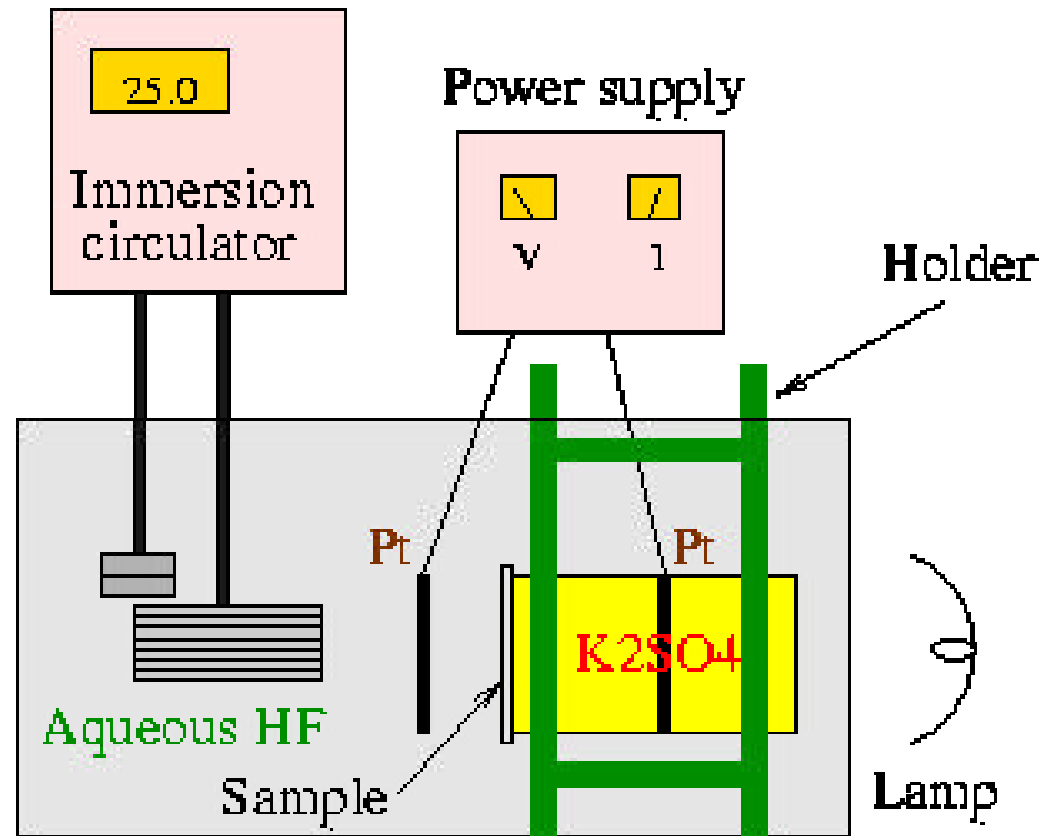 25.0
Immersion
circulator
Power supply
V I
Holder
Pt
Pt
K2SO4
Aqueous HF
Sample
Lamp